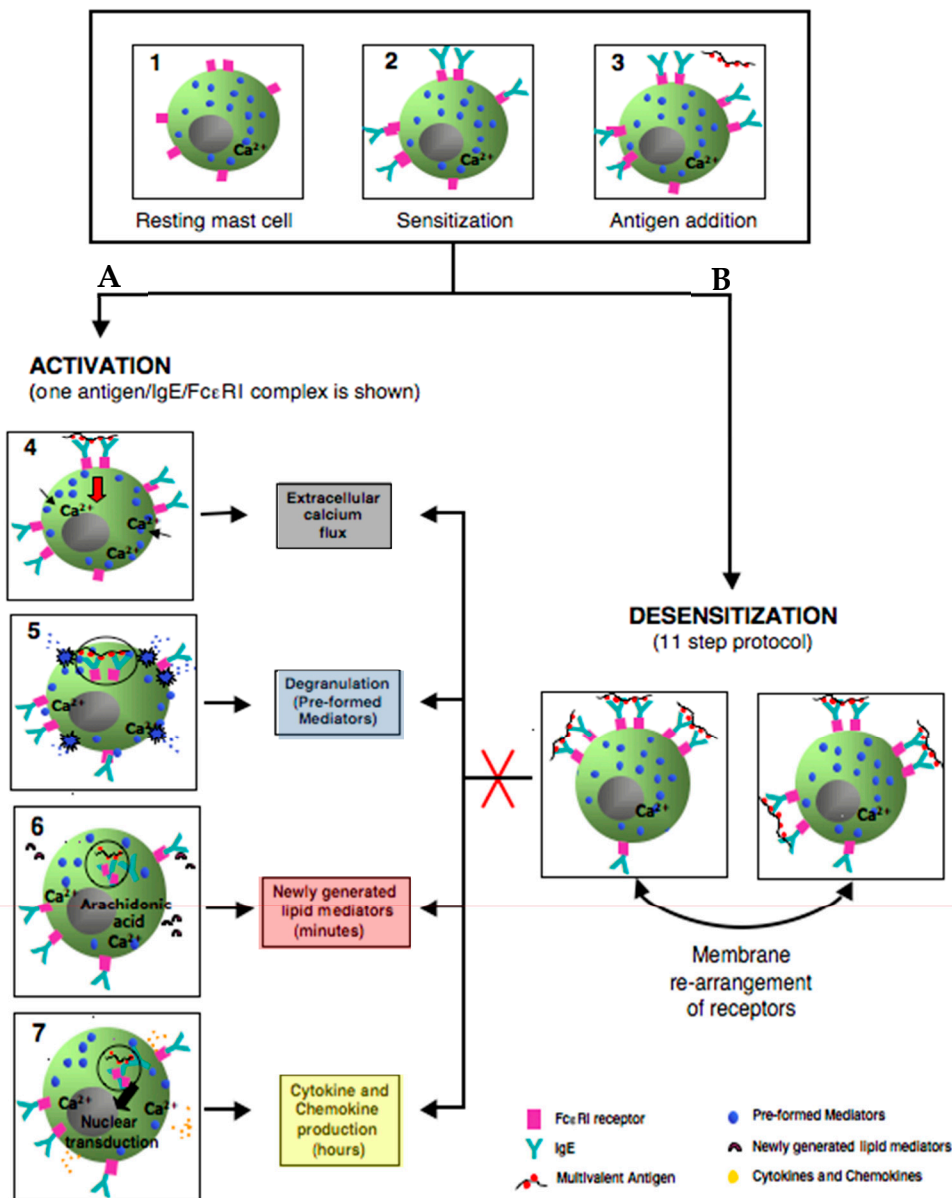 1
2
3
Ca2+
Ca2+
Ca2+
Resting mast cell
Sensitization
Antigen addition
A
B
ACTIVATION
(one antigen/IgE/FcεRI complex is shown)
4
Ca2+
Ca2+
Ca2+
Extracellular
calcium
flux
DESENSITIZATION
(11 step protocol)
5
Ca2+
Ca2+
Degranulation
(Pre-formed
Mediators)
Ca2+
Ca2+
6
Ca2+
Arachidonic
acid
Ca2+
Newly generated
lipid mediators
(minutes)
Membrane
re-arrangement
of receptors
7
Ca2+
Ca2+
Nuclear
transduction
Cytokine and
Chemokine
production
(hours)
FcεRI receptor
IgE
Multivalent Antigen
Pre-formed Mediators
Newly generated lipid mediators
Cytokines and Chemokines